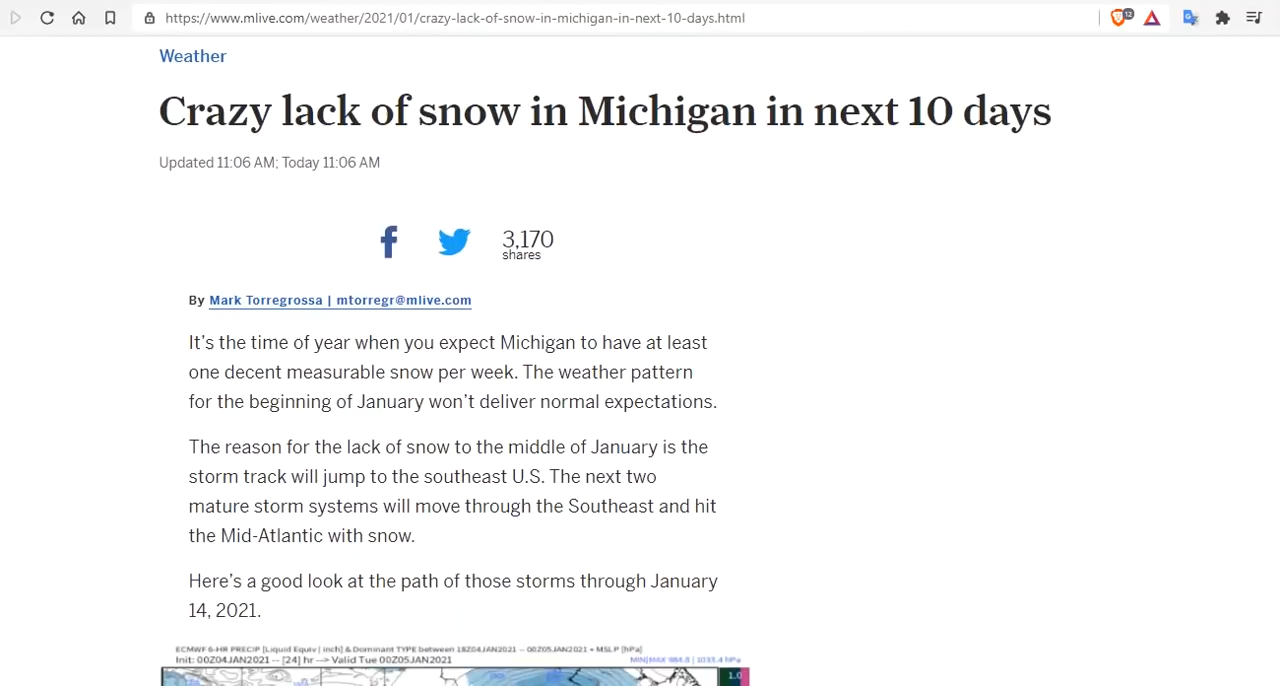 https://www.mlive.com/weather/2021/01/crazy-lack-of-snow-in-michigan-in-next-10-days.html
12
Weather
Crazy lack of snow in Michigan in next 10 days
Updated 11:06 AM; Today 11:06 AM
3,170
shares
By Mark Torregrossa | mtorregr@mlive.com
It’s the time of year when you expect Michigan to have at least
one decent measurable snow per week. The weather pattern
for the beginning of January won’t deliver normal expectations.
The reason for the lack of snow to the middle of January is the
storm track will jump to the southeast U.S. The next two
mature storm systems will move through the Southeast and hit
the Mid-Atlantic with snow.
Here’s a good look at the path of those storms through January
14, 2021.
ECMWF 6-HR PRECIP [Liquid Equiv | inch] & Dominant TYPE between 18Z04JAN2021 -- 00Z05JAN2021 + MSLP [hPa]
Init: 00Z04JAN2021 -- [24] hr --> Valid Tue 00Z05JAN2021
MIN|MAX 984.8 | 1033.4 hPa
1.0